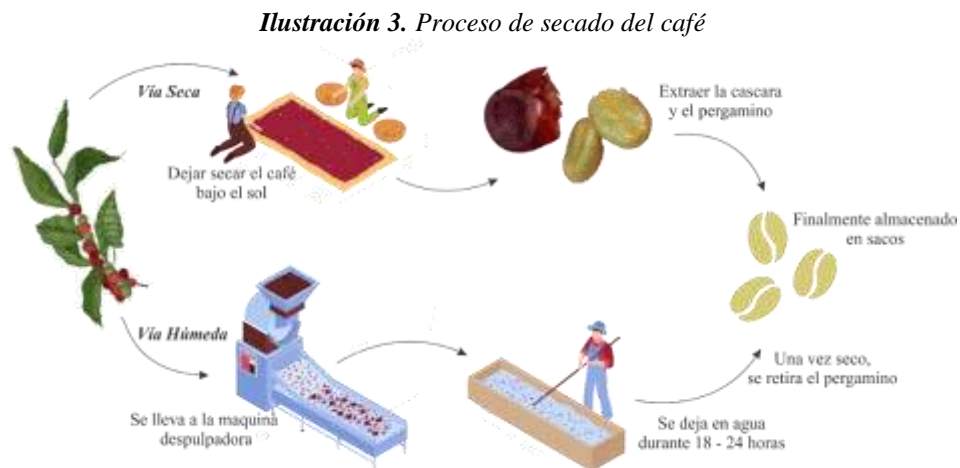 Ilustración 3. Proceso de secado del café
Vía Seca
Dejar secar el café
bajo el sol
Extraer la cascara
y el pergamino
Finalmente almacenado
en sacos
Vía Húmeda
Se lleva a la maquina
despulpadora
Se deja en agua
durante 18 - 24 horas
Una vez seco,
se retira el pergamino